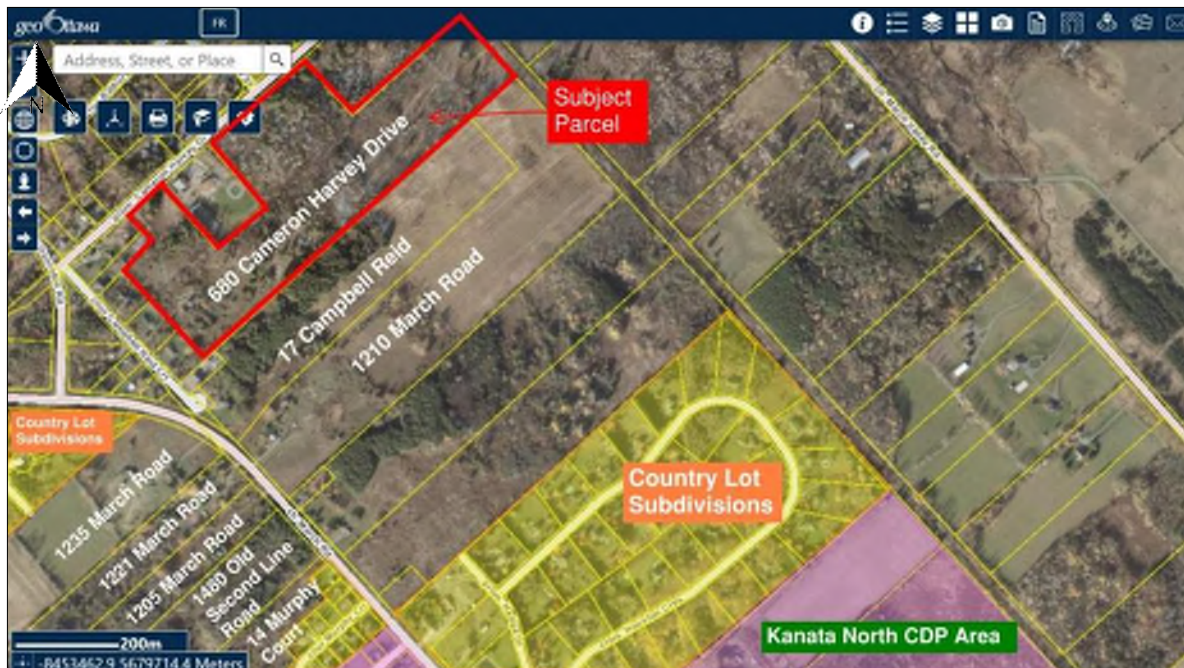 geoOttawa
FR
Address, Street, or Place
N
Subject
Parcel
680 Cameron Harvey Drive
17 Campbell Reid
1210 March Road
Country Lot
Subdivisions
Country Lot
Subdivisions
1235 March Road
1221 March Road
1205 March Road
1480 Old
Second Line
Road
14 Murphy
Court
Kanata North CDP Area
200m
-8453462.9 5679714.4 Meters